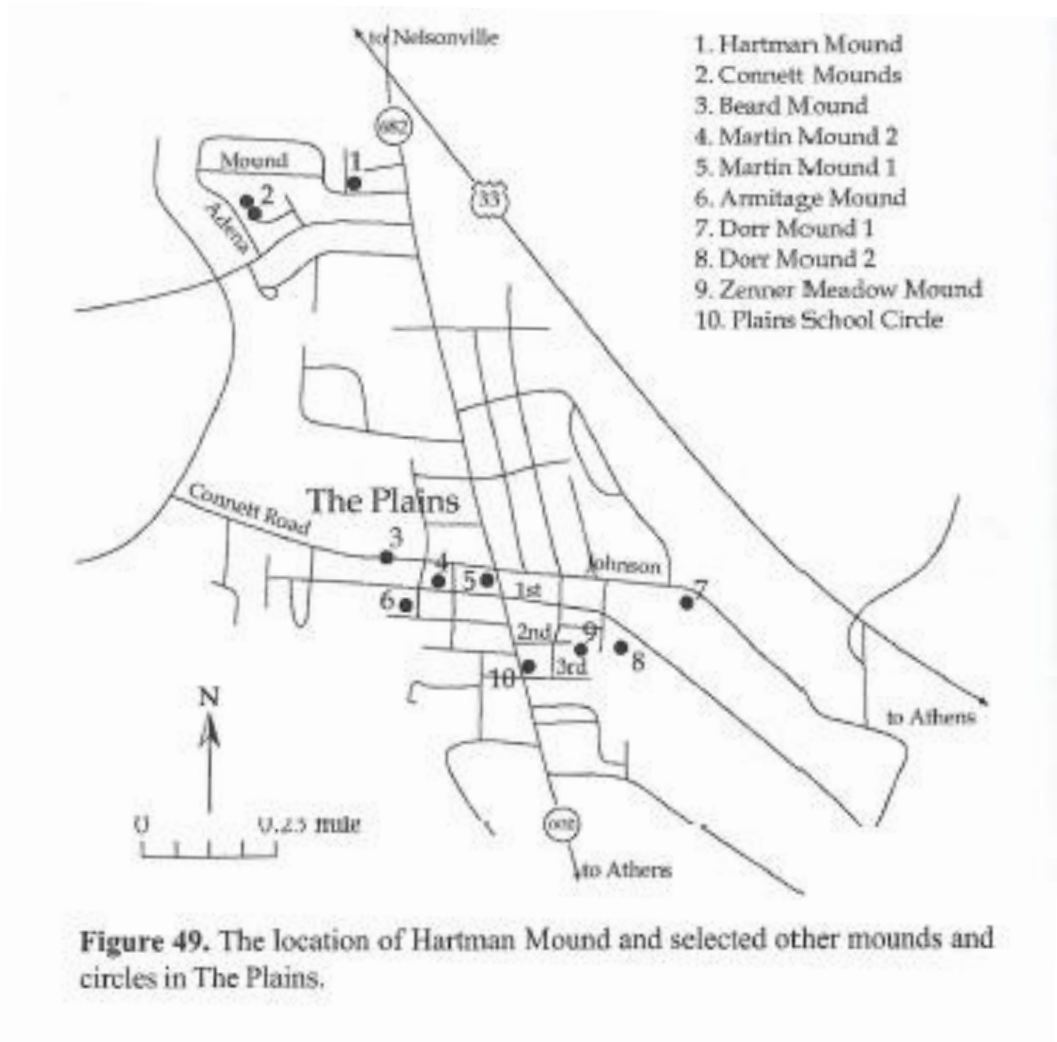 to Nelsonville
1. Hartman Mound
2. Connett Mounds
3. Beard Mound
4. Martin Mound 2
5. Martin Mound 1
6. Armitage Mound
7. Dorr Mound 1
8. Dorr Mound 2
9. Zenner Meadow Mound
10. Plains School Circle
682
33
Mound
1
2
Adena
The Plains
Connett Road
3
4
5
6
Johnson
1st
7
2nd
9
8
3rd
10
N
to Athens
0
0.25 mile
to Athens
Figure 49. The location of Hartman Mound and selected other mounds and
circles in The Plains.